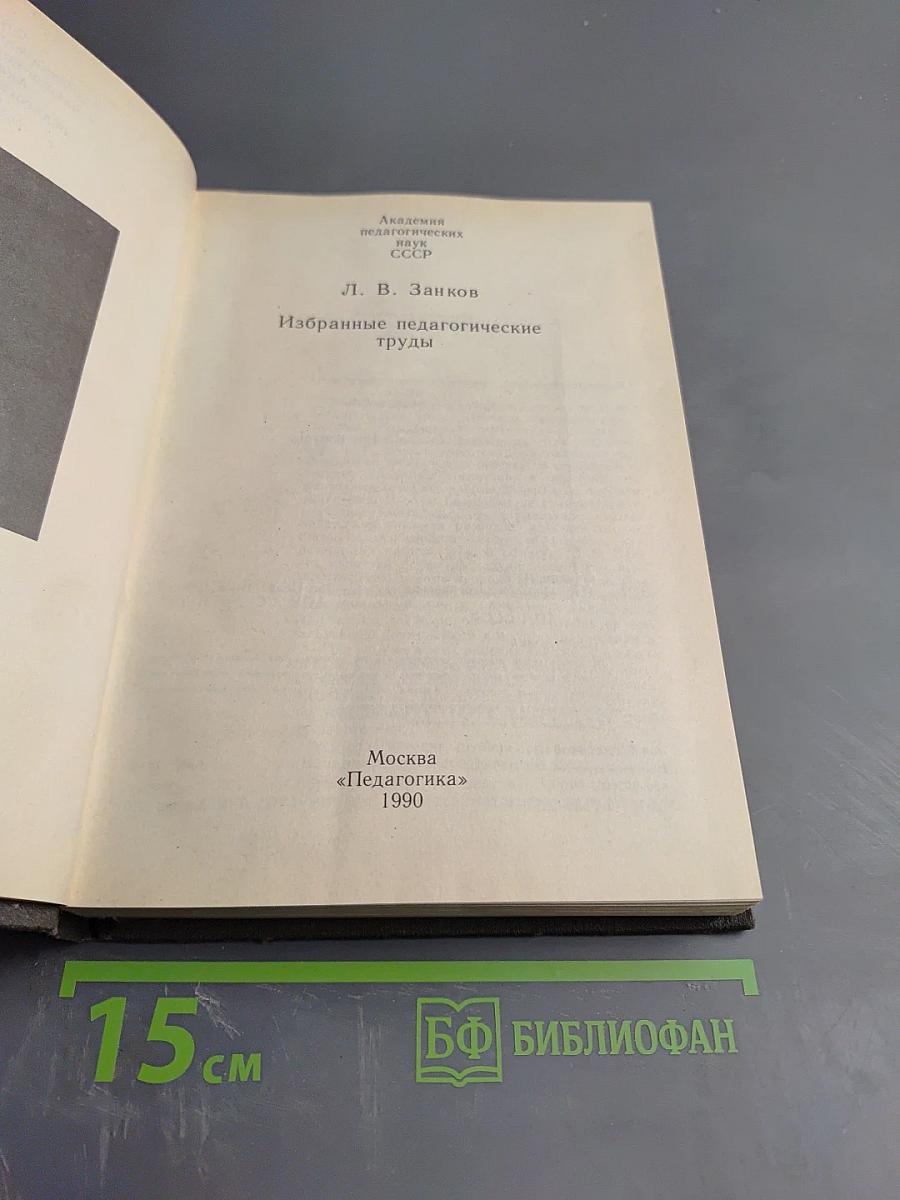 Академия
педагогических
наук
СССР
Л. В. Занков
Избранные педагогические
труды
Москва
«Педагогика»
1990
15 см
БФ БИБЛИОФАН